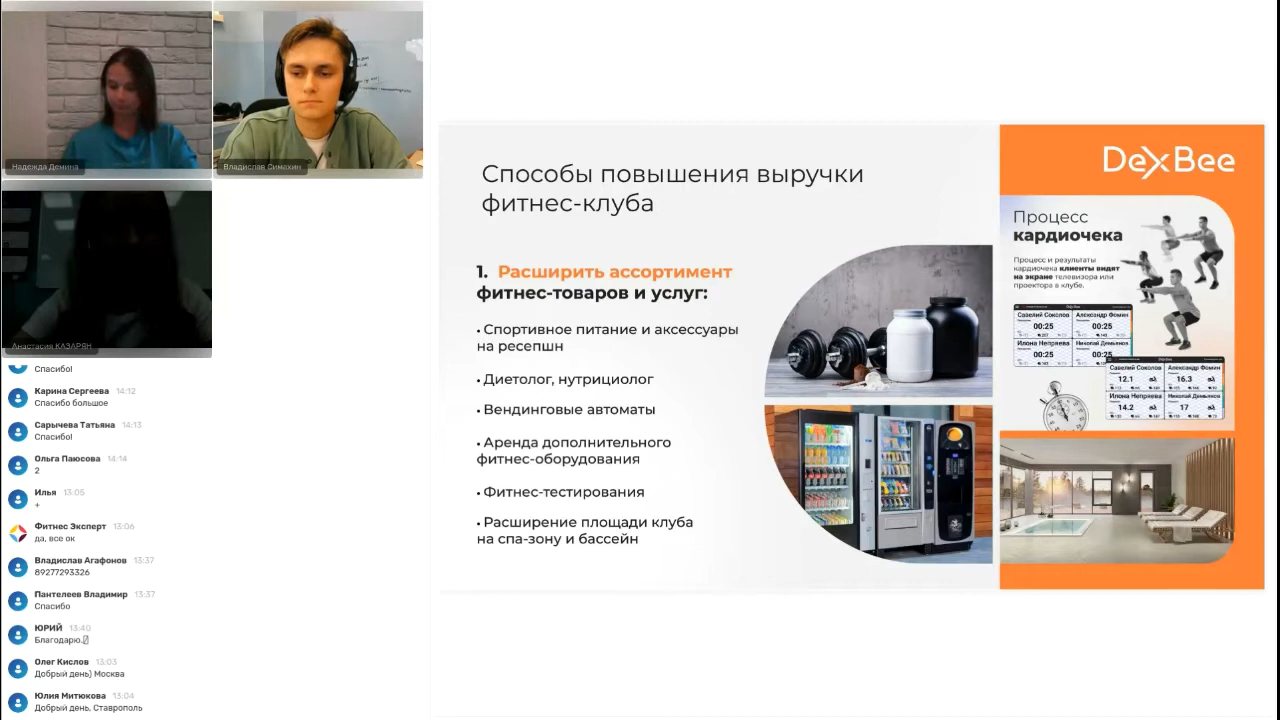 Надежда Демина
Владислав Симахин
Анастасия КАЗАРЯН
Спасибо!
Карина Сергеева 14:12
Спасибо большое
Сарычева Татьяна 14:13
Спасибо!
Ольга Паюсова 14:14
2
Илья 13:05
+
Фитнес Эксперт 13:06
да, все ок
Владислав Агафонов 13:37
89277293326
Пантелеев Владимир 13:37
Спасибо
ЮРИЙ 13:40
Благодарю.
Олег Кислов 13:03
Добрый день) Москва
Юлия Митюкова 13:04
Добрый день, Ставрополь
Способы повышения выручки
фитнес-клуба
1. Расширить ассортимент
фитнес-товаров и услуг:
• Спортивное питание и аксессуары
на ресепшн
• Диетолог, нутрициолог
• Вендинговые автоматы
• Аренда дополнительного
фитнес-оборудования
• Фитнес-тестирования
• Расширение площади клуба
на спа-зону и бассейн
DexBee
Процесс
кардиочека
Процесс и результаты
кардиочека клиенты видят
на экране телевизора или
проектора в клубе.
Савелий Соколов Александр Фомин
00:25 00:25
Илона Непряева Николай Демьянов
00:25 00:25
Савелий Соколов Александр Фомин
12.1 16.3
Илона Непряева Николай Демьянов
14.2 17